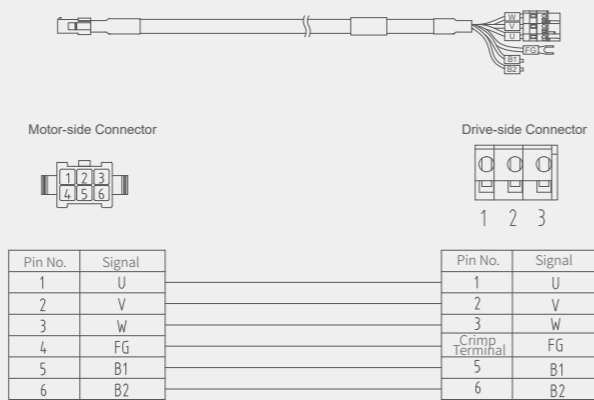 W
V
U
FG
B1
B2
Motor-side Connector
Drive-side Connector
1 2 3
4 5 6
1 2 3
Pin No. Signal Pin No. Signal
1 U 1 U
2 V 2 V
3 W 3 W
4 FG Crimp Terminal FG
5 B1 5 B1
6 B2 6 B2